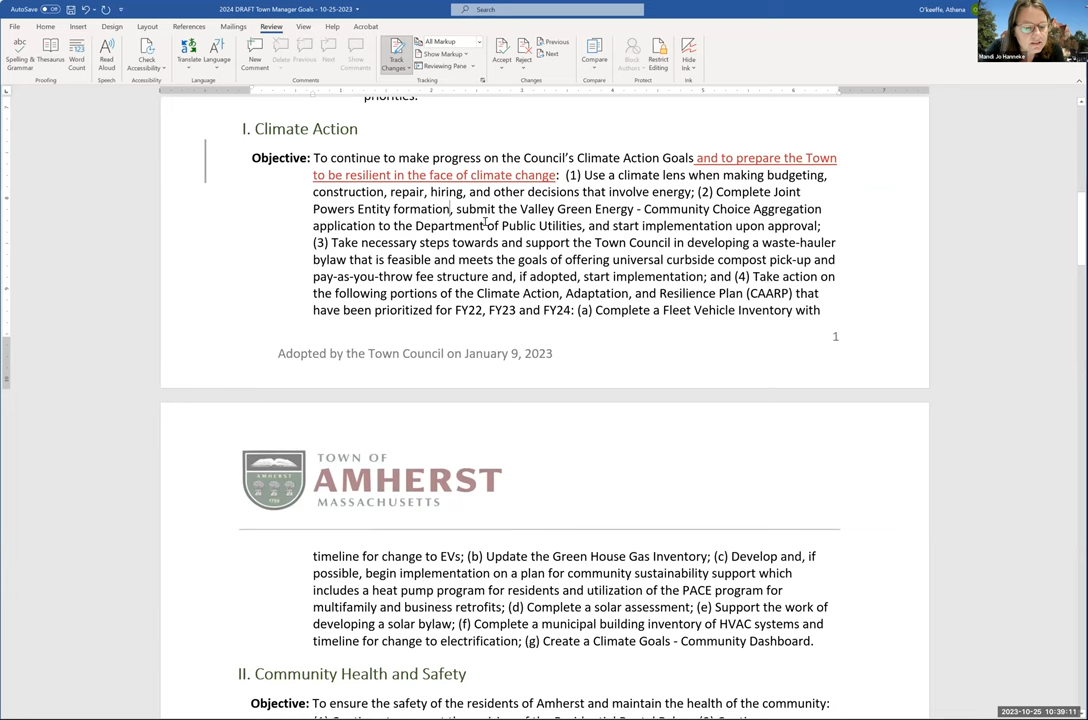 AutoSave Off 2024 DRAFT Town Manager Goals - 10-25-2023 Search O'keeffe, Athena
File Home Insert Design Layout References Mailings Review View Help Acrobat
Spelling & Grammar Thesaurus Word Count Read Aloud Check Accessibility Translate Language New Comment Delete Previous Next Show Comments Track Changes All Markup Show Markup Reviewing Pane Accept Reject Previous Next Compare Block Authors Restrict Editing Hide Ink
Proofing Speech Accessibility Language Comments Tracking Changes Compare Protect Ink
Mandi Jo Hanneke
priorities.
I. Climate Action
Objective: To continue to make progress on the Council's Climate Action Goals and to prepare the Town
to be resilient in the face of climate change: (1) Use a climate lens when making budgeting,
construction, repair, hiring, and other decisions that involve energy; (2) Complete Joint
Powers Entity formation, submit the Valley Green Energy - Community Choice Aggregation
application to the Department of Public Utilities, and start implementation upon approval;
(3) Take necessary steps towards and support the Town Council in developing a waste-hauler
bylaw that is feasible and meets the goals of offering universal curbside compost pick-up and
pay-as-you-throw fee structure and, if adopted, start implementation; and (4) Take action on
the following portions of the Climate Action, Adaptation, and Resilience Plan (CAARP) that
have been prioritized for FY22, FY23 and FY24: (a) Complete a Fleet Vehicle Inventory with
1
Adopted by the Town Council on January 9, 2023
TOWN OF
AMHERST
MASSACHUSETTS
timeline for change to EVs; (b) Update the Green House Gas Inventory; (c) Develop and, if
possible, begin implementation on a plan for community sustainability support which
includes a heat pump program for residents and utilization of the PACE program for
multifamily and business retrofits; (d) Complete a solar assessment; (e) Support the work of
developing a solar bylaw; (f) Complete a municipal building inventory of HVAC systems and
timeline for change to electrification; (g) Create a Climate Goals - Community Dashboard.
II. Community Health and Safety
Objective: To ensure the safety of the residents of Amherst and maintain the health of the community:
2023-10-25 10:39:11